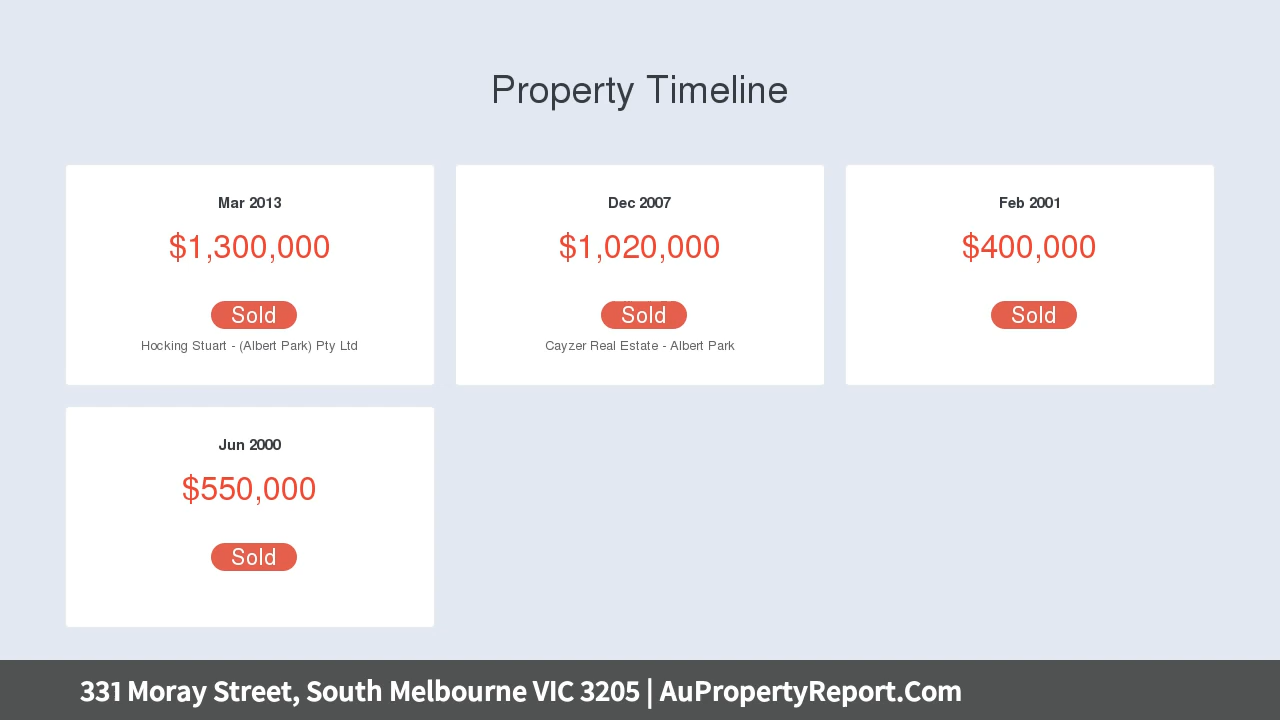 Property Timeline
Mar 2013
$1,300,000
Sold
Hocking Stuart - (Albert Park) Pty Ltd
Dec 2007
$1,020,000
Sold
Cayzer Real Estate - Albert Park
Feb 2001
$400,000
Sold
Jun 2000
$550,000
Sold
331 Moray Street, South Melbourne VIC 3205 | AuPropertyReport.Com